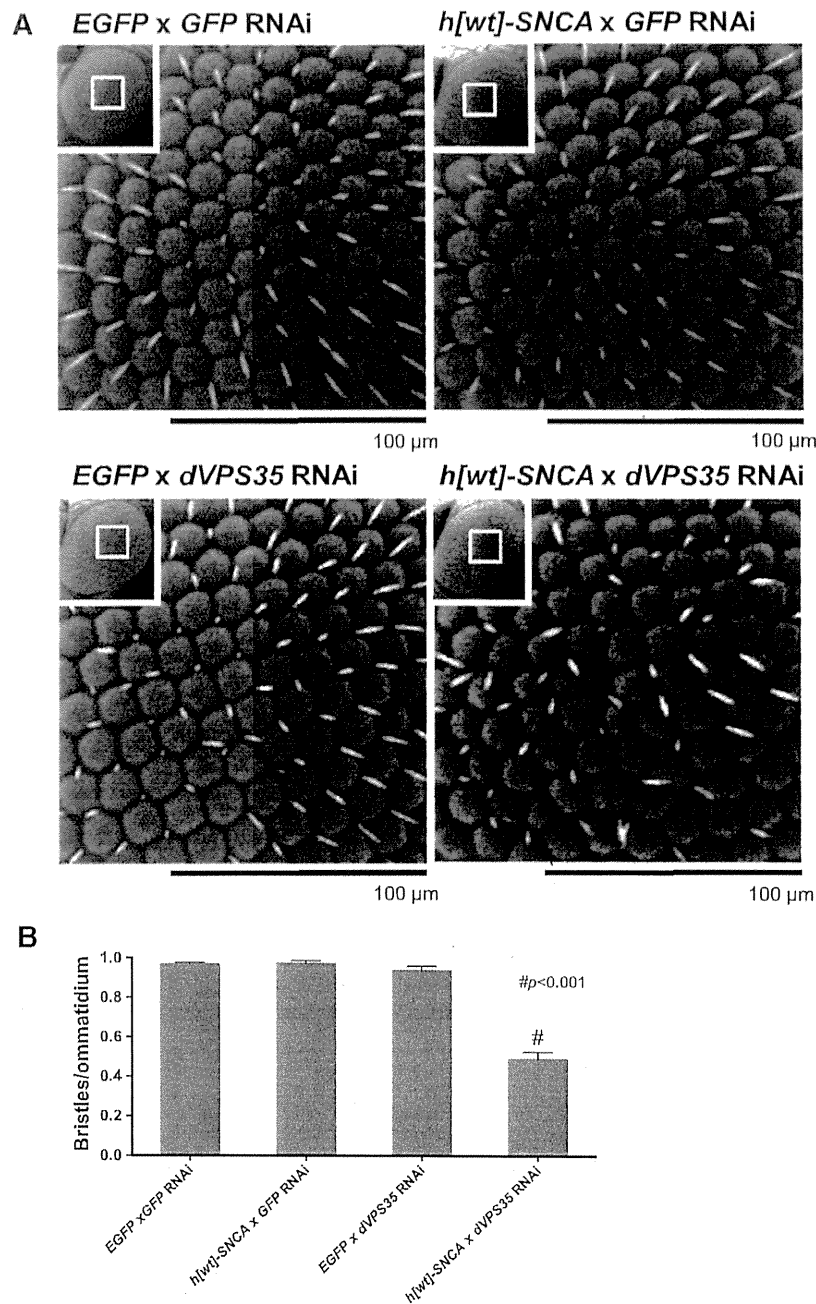 A
EGFP x GFP RNAi
h[wt]-SNCA x GFP RNAi
100 µm
100 µm
EGFP x dVPS35 RNAi
h[wt]-SNCA x dVPS35 RNAi
100 µm
100 µm
B
Bristles/ommatidium
1.0
0.8
0.6
0.4
0.2
0.0
#p<0.001
#
EGFP xGFP RNAi
h[wt]-SNCA x GFP RNAi
EGFP x dVPS35 RNAi
h[wt]-SNCA x dVPS35 RNAi